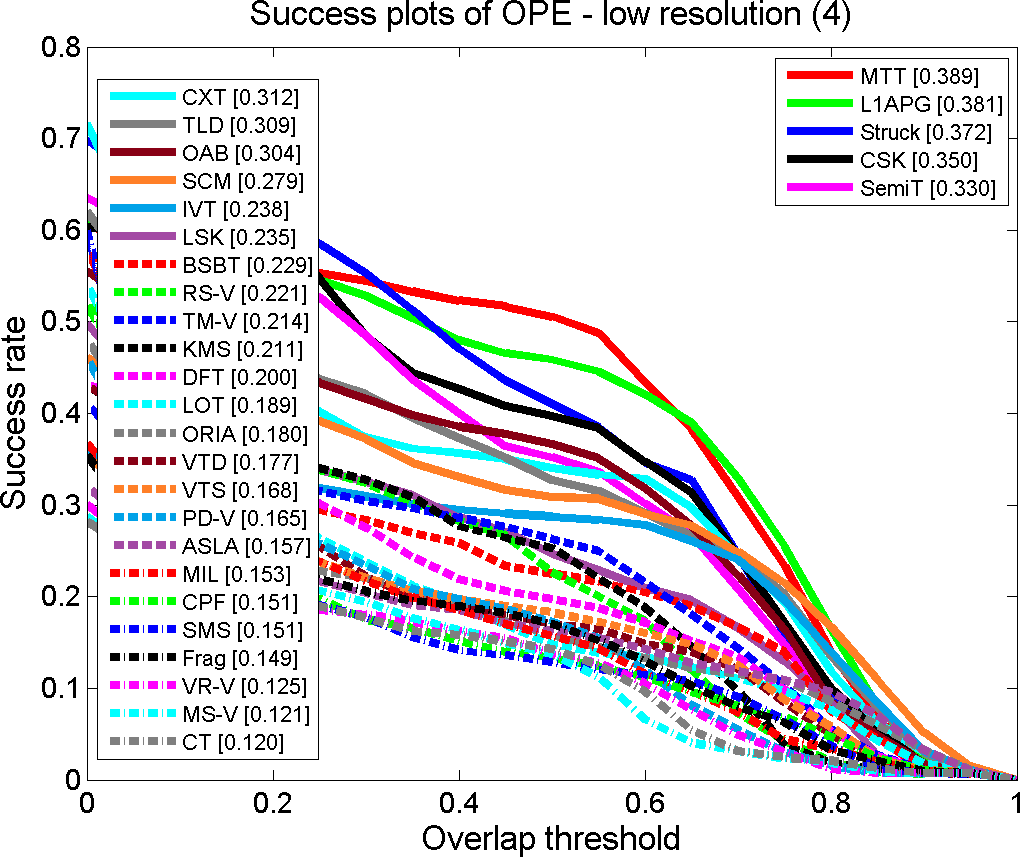 Success plots of OPE - low resolution (4)
Success rate
0.8
0.7
0.6
0.5
0.4
0.3
0.2
0.1
0
CXT [0.312]
TLD [0.309]
OAB [0.304]
SCM [0.279]
IVT [0.238]
LSK [0.235]
BSBT [0.229]
RS-V [0.221]
TM-V [0.214]
KMS [0.211]
DFT [0.200]
LOT [0.189]
ORIA [0.180]
VTD [0.177]
VTS [0.168]
PD-V [0.165]
ASLA [0.157]
MIL [0.153]
CPF [0.151]
SMS [0.151]
Frag [0.149]
VR-V [0.125]
MS-V [0.121]
CT [0.120]
MTT [0.389]
L1APG [0.381]
Struck [0.372]
CSK [0.350]
SemiT [0.330]
0 0.2 0.4 0.6 0.8 1
Overlap threshold